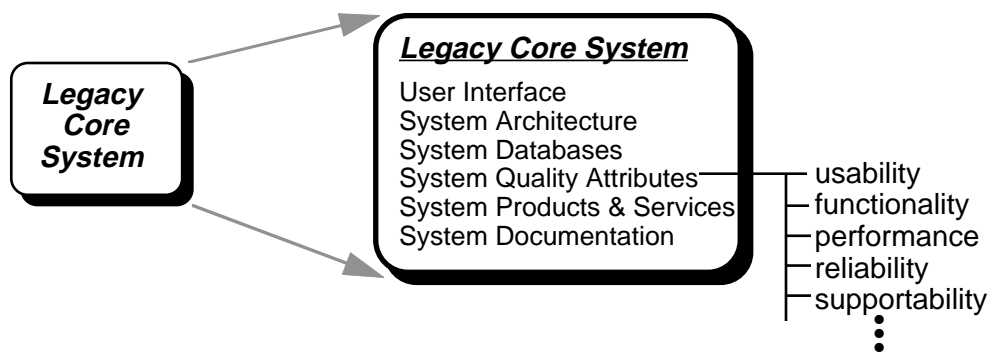 Legacy
Core
System
Legacy Core System
User Interface
System Architecture
System Databases
System Quality Attributes
System Products & Services
System Documentation
usability
functionality
performance
reliability
supportability